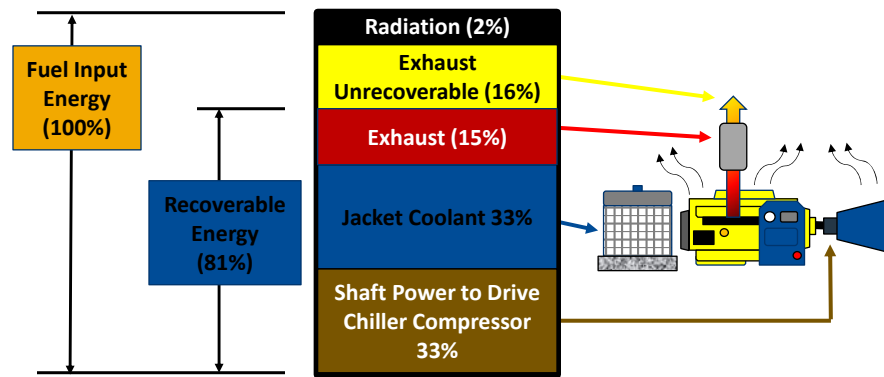 Radiation (2%)
Fuel Input
Energy
(100%)
Exhaust
Unrecoverable (16%)
Exhaust (15%)
Recoverable
Energy
(81%)
Jacket Coolant 33%
Shaft Power to Drive
Chiller Compressor
33%